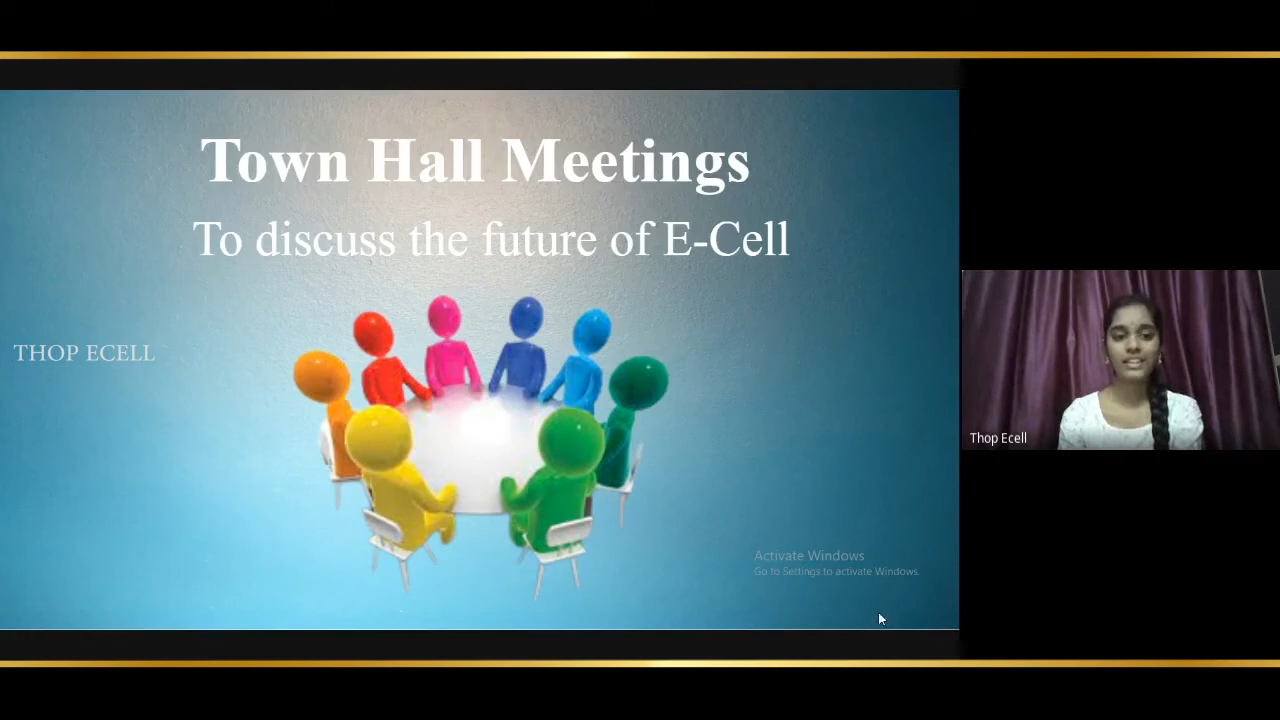 Town Hall Meetings
To discuss the future of E-Cell
THOP ECELL
Thop Ecell
Activate Windows
Go to Settings to activate Windows.